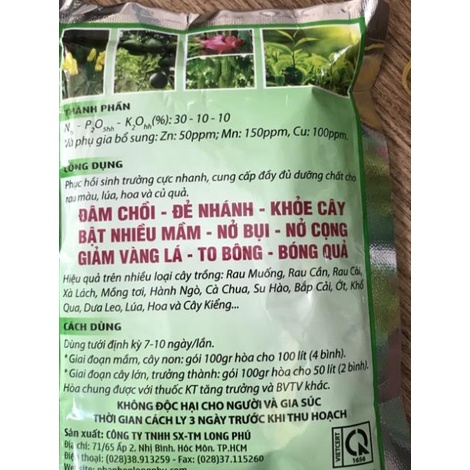 THÀNH PHẦN
N - P₂O₅hh - K₂Ohh(%): 30 - 10 - 10
Và phụ gia bổ sung: Zn: 50ppm; Mn: 150ppm, Cu: 100ppm.
CÔNG DỤNG
Phục hồi sinh trưởng cực nhanh, cung cấp đầy đủ dưỡng chất cho
rau màu, lúa, hoa và củ quả.
ĐÂM CHỒI - ĐẺ NHÁNH - KHỎE CÂY
BẬT NHIỀU MẦM - NỞ BỤI - NỞ CỌNG
GIẢM VÀNG LÁ - TO BÔNG - BÓNG QUẢ
Hiệu quả trên nhiều loại cây trồng: Rau Muống, Rau Cần, Rau Cải,
Xà Lách, Mồng tơi, Hành Ngò, Cà Chua, Su Hào, Bắp Cải, Ớt, Khổ
Qua, Dưa Leo, Lúa, Hoa và Cây Kiểng...
CÁCH DÙNG
Dùng tưới định kỳ 7-10 ngày/lần.
*Giai đoạn mầm, cây non: gói 100gr hòa cho 100 lít (4 bình).
*Giai đoạn cây lớn, trưởng thành: gói 100gr hòa cho 50 lít (2 bình).
Hòa chung được với thuốc KT tăng trưởng và BVTV khác.
KHÔNG ĐỘC HẠI CHO NGƯỜI VÀ GIA SÚC
THỜI GIAN CÁCH LY 3 NGÀY TRƯỚC KHI THU HOẠCH
Sản xuất: CÔNG TY TNHH SX-TM LONG PHÚ
Địa chỉ: 71/65 Ấp 2. Nhị Bình. Hóc Môn. TP.HCM
ĐT: (028)38.913259 - Fax: (028)37.115260
VIETCERT
1656